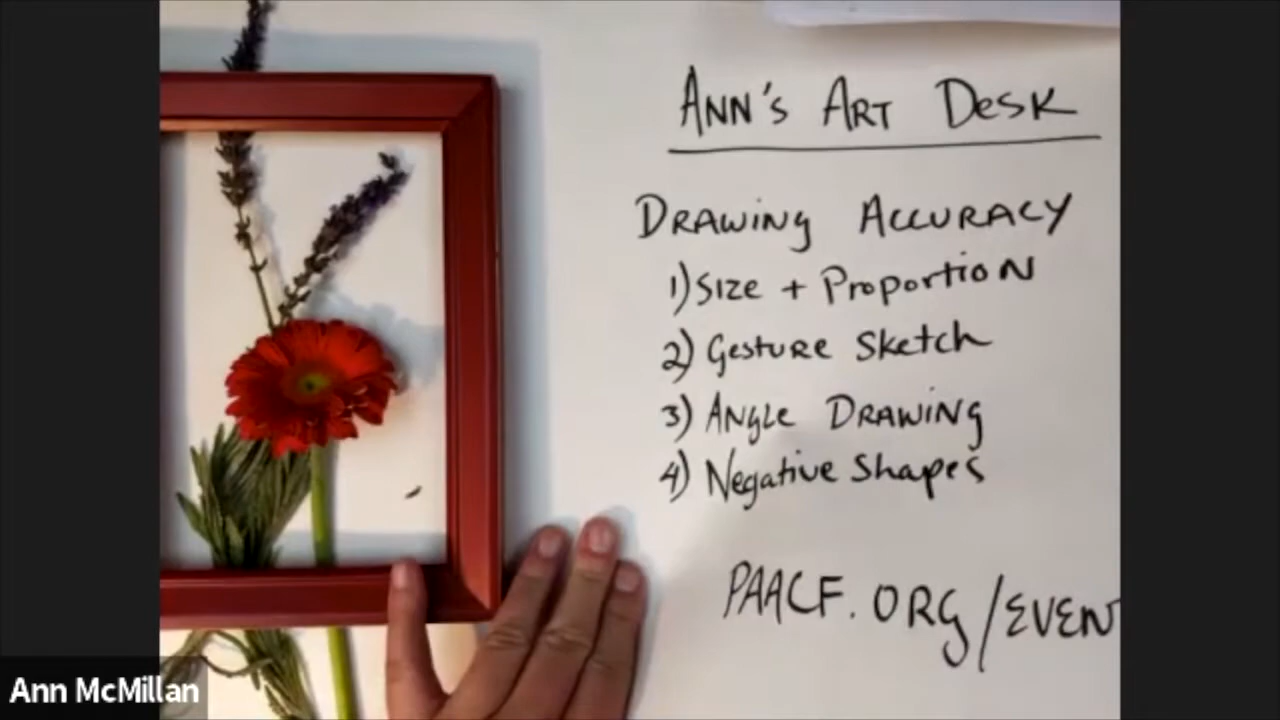 ANN'S ART DESK
DRAWING ACCURACY
1) SIZE + PROPORTION
2) GESTURE SKETCH
3) ANGLE DRAWING
4) NEGATIVE SHAPES
PAACF.ORG/EVEN
Ann McMillan